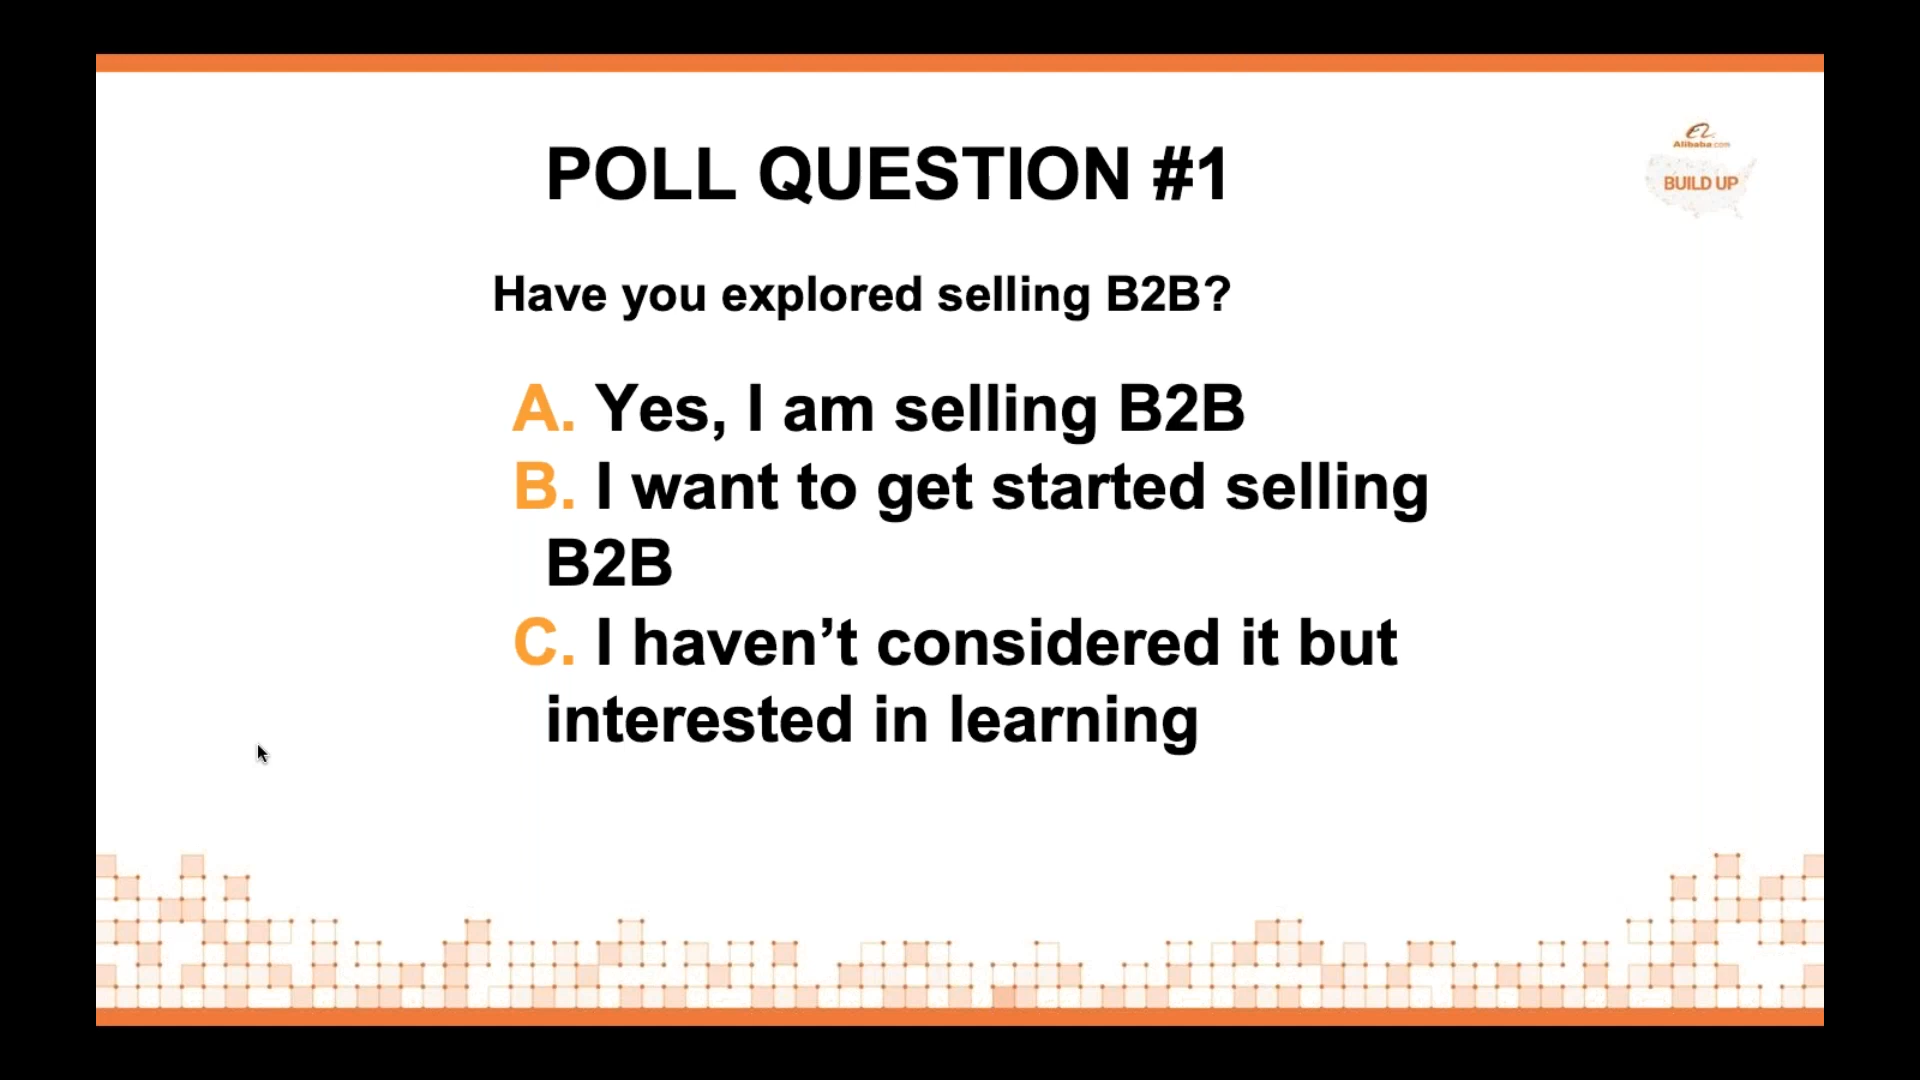 POLL QUESTION #1
Alibaba.com
BUILD UP
Have you explored selling B2B?
A. Yes, I am selling B2B
B. I want to get started selling
B2B
C. I haven’t considered it but
interested in learning